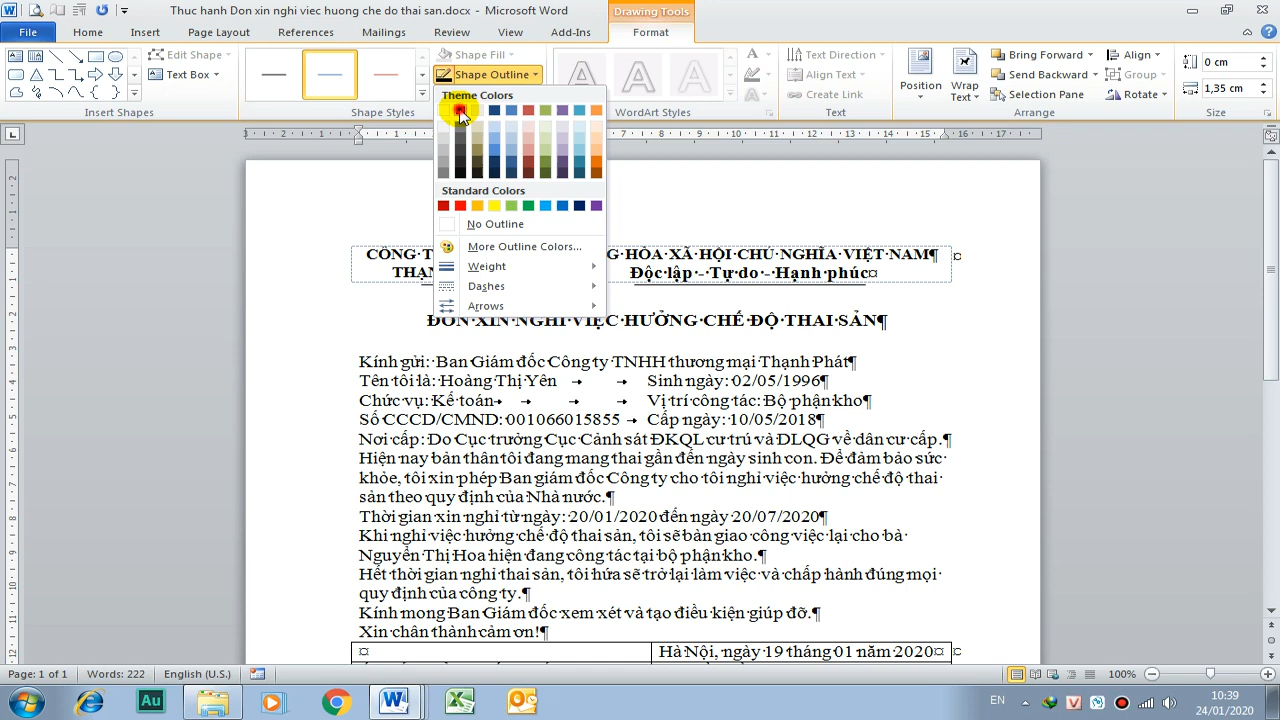 Thuc hanh Don xin nghi viec huong che do thai san.docx - Microsoft Word
Drawing Tools
File Home Insert Page Layout References Mailings Review View Add-Ins Format
Edit Shape
Text Box
Insert Shapes
Shape Fill
Shape Outline
Shape Styles
WordArt Styles
Text Direction
Align Text
Create Link
Text
Position
Wrap Text
Bring Forward
Send Backward
Selection Pane
Align
Group
Rotate
Arrange
0 cm
1,35 cm
Size
Theme Colors
Standard Colors
No Outline
More Outline Colors...
Weight
Dashes
Arrows
CÔNG T HÒA·XÃ·HỘI·CHỦ·NGHĨA·VIỆT·NAM¶
Độc·lập·-·Tự·do·-·Hạnh·phúc¤
ĐƠN·XIN·NGHỈ·VIỆC·HƯỞNG·CHẾ·ĐỘ·THAI·SẢN¶
Kính·gửi:·Ban·Giám·đốc·Công·ty·TNHH·thương·mại·Thạnh·Phát¶
Tên·tôi·là:·Hoàng·Thị·Yên → → Sinh·ngày:·02/05/1996¶
Chức·vụ:·Kế·toán → → → → Vị·trí·công·tác:·Bộ·phận·kho¶
Số·CCCD/CMND:·001066015855 → Cấp·ngày:·10/05/2018¶
Nơi·cấp:·Do·Cục·trưởng·Cục·Cảnh·sát·ĐKQL·cư·trú·và·DLQG·về·dân·cư·cấp.¶
Hiện·nay·bản·thân·tôi·đang·mang·thai·gần·đến·ngày·sinh·con.·Để·đảm·bảo·sức·
khỏe,·tôi·xin·phép·Ban·giám·đốc·Công·ty·cho·tôi·nghỉ·việc·hưởng·chế·độ·thai·
sản·theo·quy·định·của·Nhà·nước.¶
Thời·gian·xin·nghỉ·từ·ngày:·20/01/2020·đến·ngày·20/07/2020¶
Khi·nghỉ·việc·hưởng·chế·độ·thai·sản,·tôi·sẽ·bàn·giao·công·việc·lại·cho·bà·
Nguyễn·Thị·Hoa·hiện·đang·công·tác·tại·bộ·phận·kho.¶
Hết·thời·gian·nghỉ·thai·sản,·tôi·hứa·sẽ·trở·lại·làm·việc·và·chấp·hành·đúng·mọi·
quy·định·của·công·ty.¶
Kính·mong·Ban·Giám·đốc·xem·xét·và·tạo·điều·kiện·giúp·đỡ.¶
Xin·chân·thành·cảm·ơn!¶
Hà·Nội,·ngày·19·tháng·01·năm·2020¤
Page: 1 of 1 Words: 222 English (U.S.) 100%
EN
10:39
24/01/2020